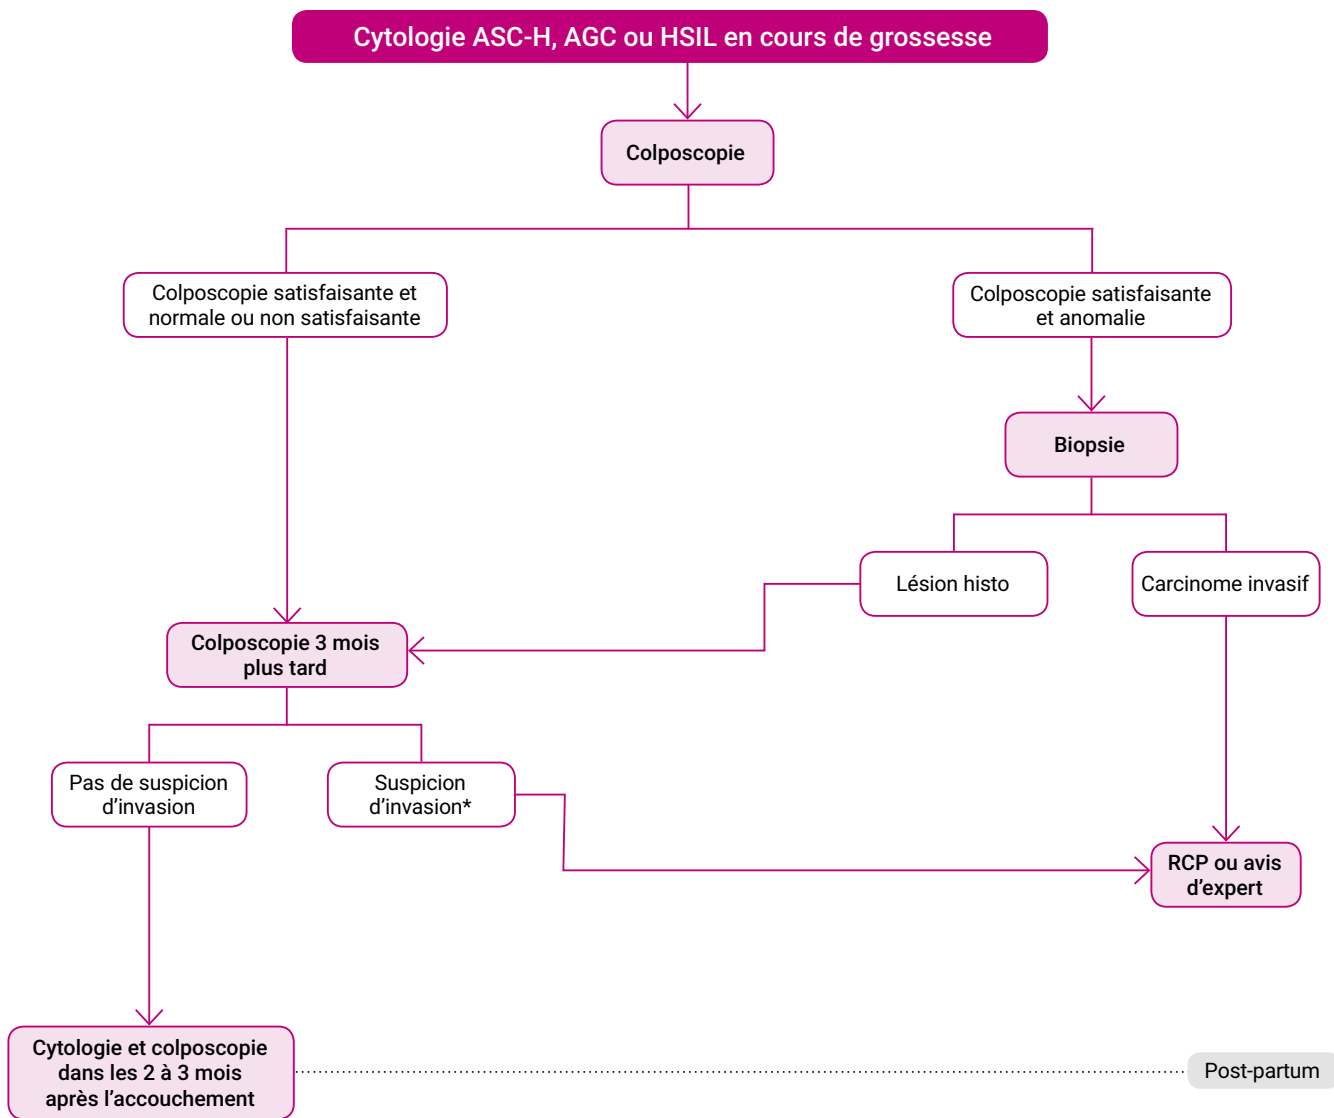 Cytologie ASC-H, AGC ou HSIL en cours de grossesse
Colposcopie
Colposcopie satisfaisante et
normale ou non satisfaisante
Colposcopie satisfaisante
et anomalie
Biopsie
Lésion histo
Carcinome invasif
Colposcopie 3 mois
plus tard
Pas de suspicion
d’invasion
Suspicion
d’invasion*
RCP ou avis
d’expert
Cytologie et colposcopie
dans les 2 à 3 mois
après l’accouchement
Post-partum